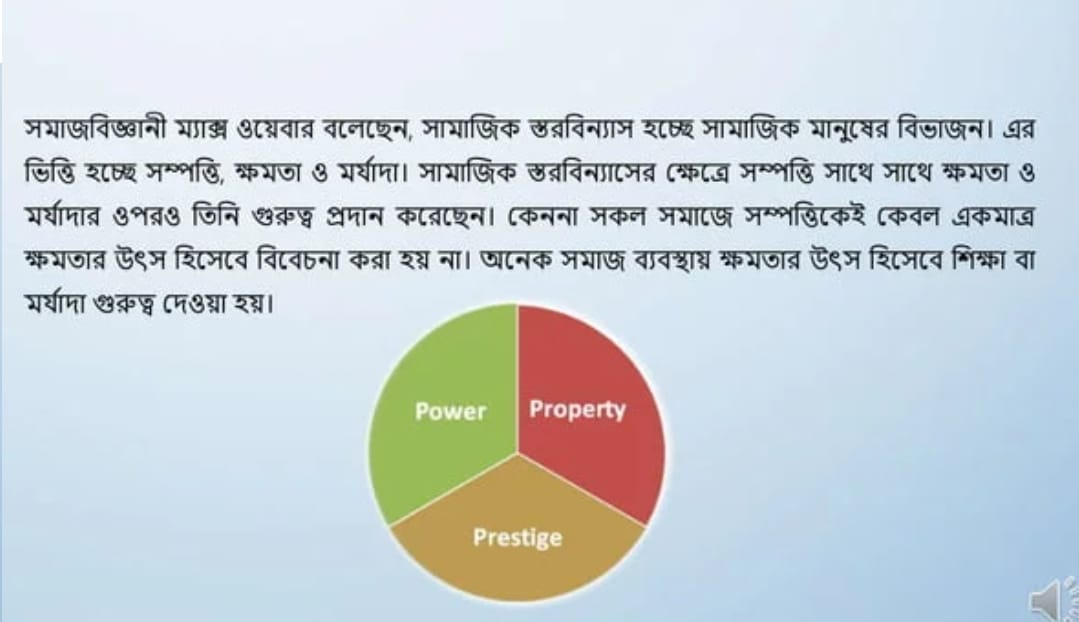 সমাজবিজ্ঞানী ম্যাক্স ওয়েবার বলেছেন, সামাজিক স্তরবিন্যাস হচ্ছে সামাজিক মানুষের বিভাজন। এর
ভিত্তি হচ্ছে সম্পত্তি, ক্ষমতা ও মর্যাদা। সামাজিক স্তরবিন্যাসের ক্ষেত্রে সম্পত্তি সাথে সাথে ক্ষমতা ও
মর্যাদার ওপরও তিনি গুরুত্ব প্রদান করেছেন। কেননা সকল সমাজে সম্পত্তিকেই কেবল একমাত্র
ক্ষমতার উৎস হিসেবে বিবেচনা করা হয় না। অনেক সমাজ ব্যবস্থায় ক্ষমতার উৎস হিসেবে শিক্ষা বা
মর্যাদা গুরুত্ব দেওয়া হয়।
Power
Property
Prestige